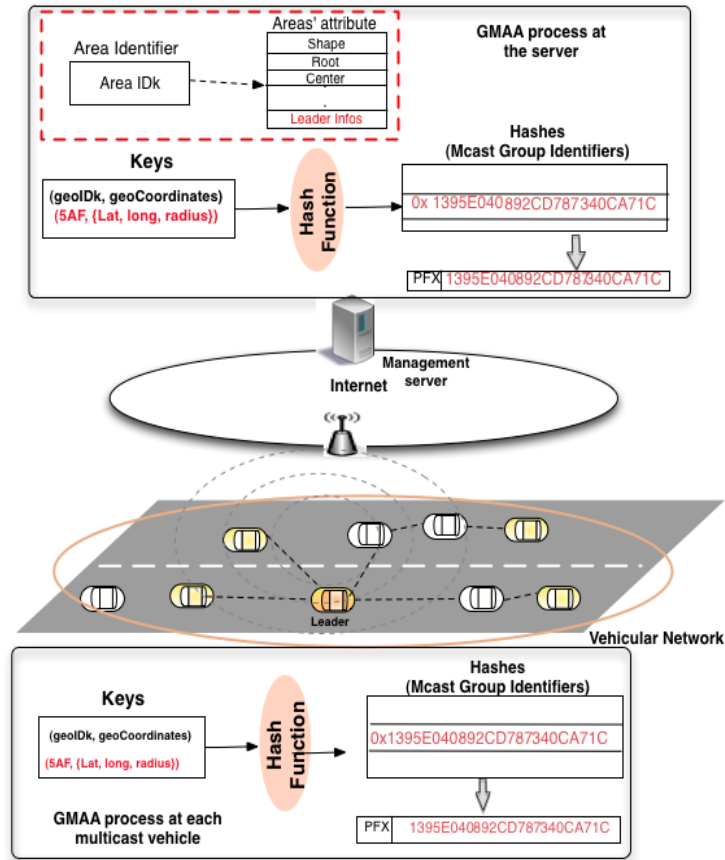 Areas' attribute
GMAA process at
the server
Area Identifier
Area IDk
Shape
Root
Center
.
.
Leader Infos
Keys
Hashes
(Mcast Group Identifiers)
(geoIDk, geoCoordinates)
(5AF, {Lat, long, radius})
Hash
Function
0x 1395E040892CD787340CA71C
PFX 1395E040892CD787340CA71C
Management
server
Internet
Leader
Vehicular Network
Keys
Hashes
(Mcast Group Identifiers)
(geoIDk, geoCoordinates)
(5AF, {Lat, long, radius})
Hash
Function
0x1395E040892CD787340CA71C
GMAA process at each
multicast vehicle
PFX 1395E040892CD787340CA71C